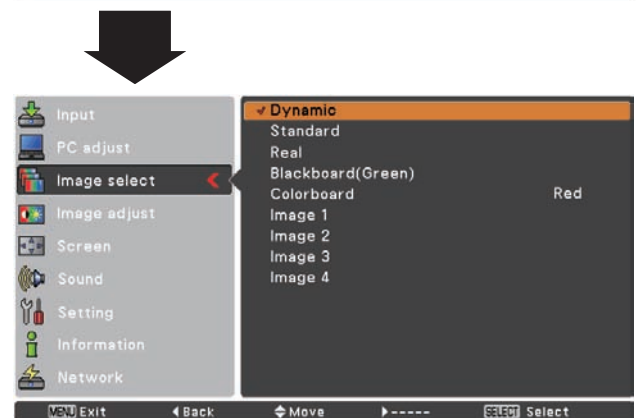 Input
PC adjust
Image select
Image adjust
Screen
Sound
Setting
Information
Network
Dynamic
Standard
Real
Blackboard(Green)
Colorboard Red
Image 1
Image 2
Image 3
Image 4
MENU Exit ◀Back Move ▶----- SELECT Select